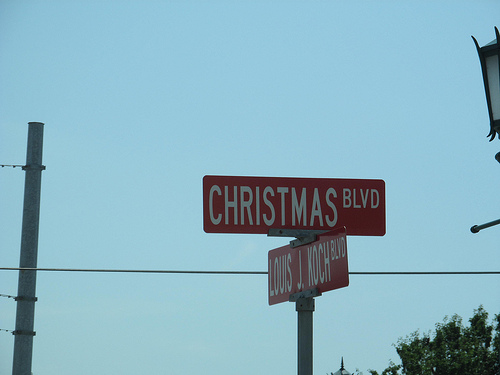 CHRISTMAS BLVD
LOUIS J. KOCH BLVD